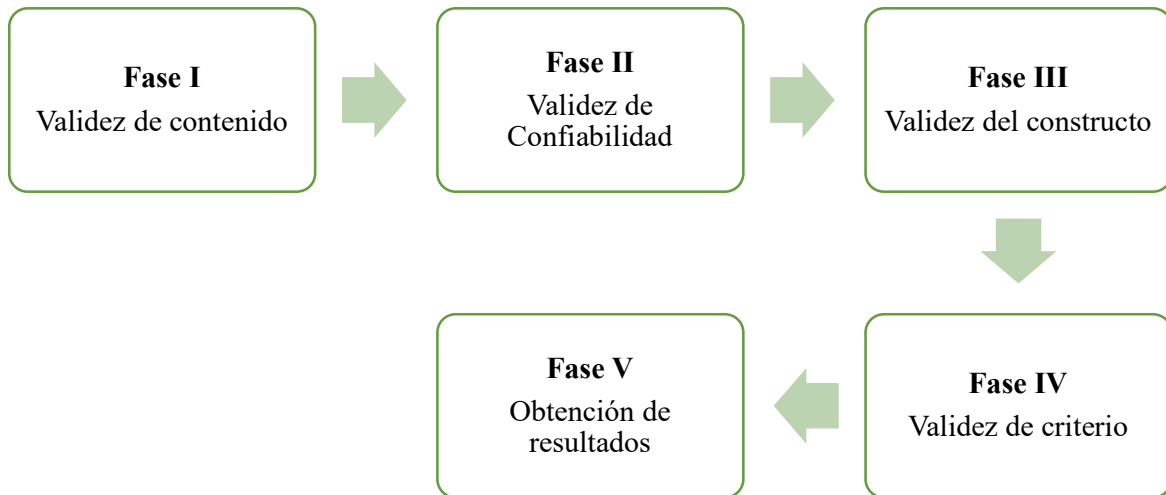 Fase I
Validez de contenido
Fase II
Validez de
Confiabilidad
Fase III
Validez del constructo
Fase IV
Validez de criterio
Fase V
Obtención de
resultados